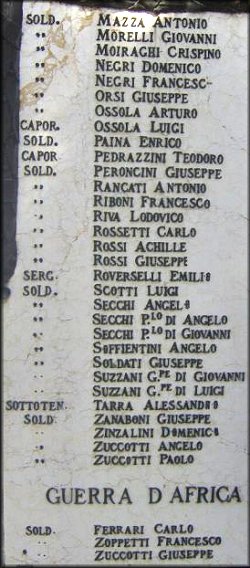 SOLD. MAZZA ANTONIO
" MORELLI GIOVANNI
" MOIRAGHI CRISPINO
" NEGRI DOMENICO
" NEGRI FRANCESC
" ORSI GIUSEPPE
" OSSOLA ARTURO
CAPOR. OSSOLA LUIGI
SOLD. PAINA ENRICO
CAPOR PEDRAZZINI TEODORO
SOLD. PERONCINI GIUSEPPE
" RANCATI ANTONIO
" RIBONI FRANCESCO
" RIVA LODOVICO
" ROSSETTI CARLO
" ROSSI ACHILLE
" ROSSI GIUSEPPE
SERG. ROVERSELLI EMILIO
SOLD. SCOTTI LUIGI
" SECCHI ANGELO
" SECCHI P.LO DI ANGELO
" SECCHI P.LO DI GIOVANNI
" SOFFIENTINI ANGELO
" SOLDATI GIUSEPPE
" SUZZANI G.PE DI GIOVANNI
" SUZZANI G.PE DI LUIGI
SOTTOTEN. TARRA ALESSANDRO
SOLD. ZANABONI GIUSEPPE
" ZINZALINI DOMENICO
" ZUCCOTTI ANGELO
" ZUCCOTTI PAOLO
GUERRA D'AFRICA
SOLD. FERRARI CARLO
" ZOPPETTI FRANCESCO
" ZUCCOTTI GIUSEPPE